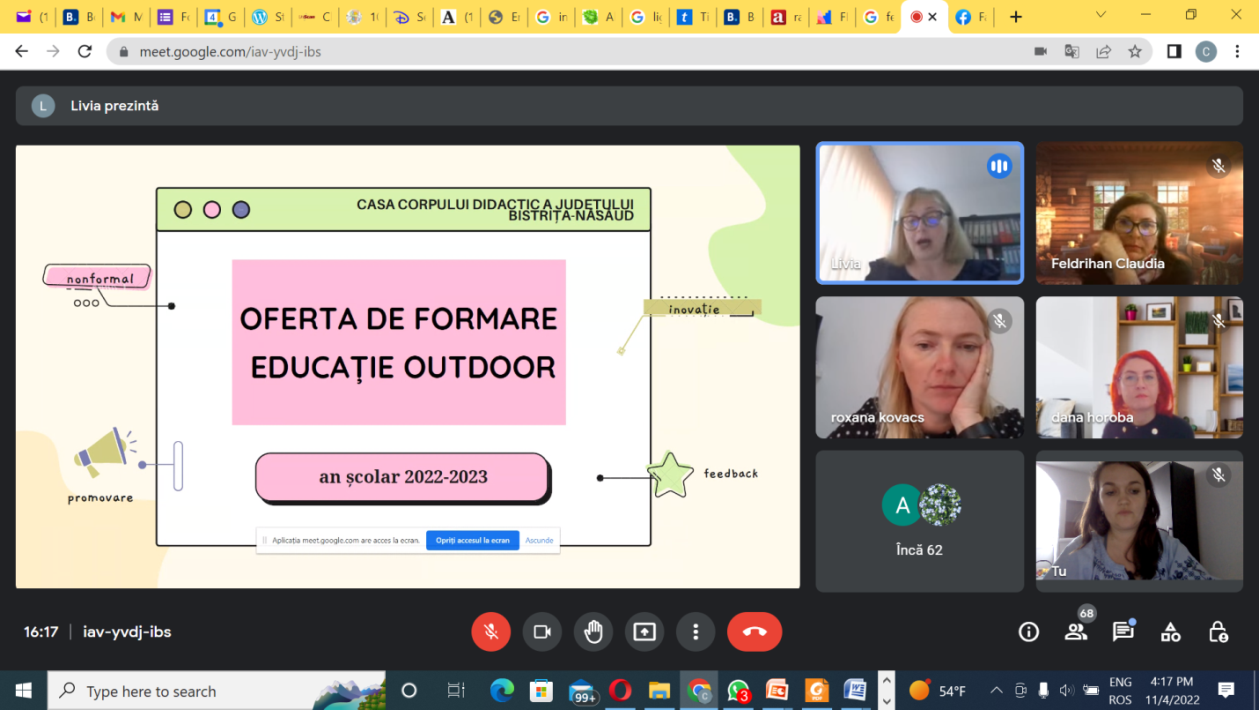 meet.google.com/iav-yvdj-ibs
C
L
Livia prezintă
CASA CORPULUI DIDACTIC A JUDEȚULUI
BISTRIȚA-NĂSĂUD
nonformal
OFERTA DE FORMARE
EDUCAȚIE OUTDOOR
inovație
an școlar 2022-2023
promovare
feedback
Aplicația meet.google.com are acces la ecran.
Opriți accesul la ecran
Ascunde
Livia
Feldrihan Claudia
roxana kovacs
dana horoba
A
Încă 62
Tu
16:17 | iav-yvdj-ibs
68
Type here to search
99+
3
54°F
ENG
ROS
4:17 PM
11/4/2022